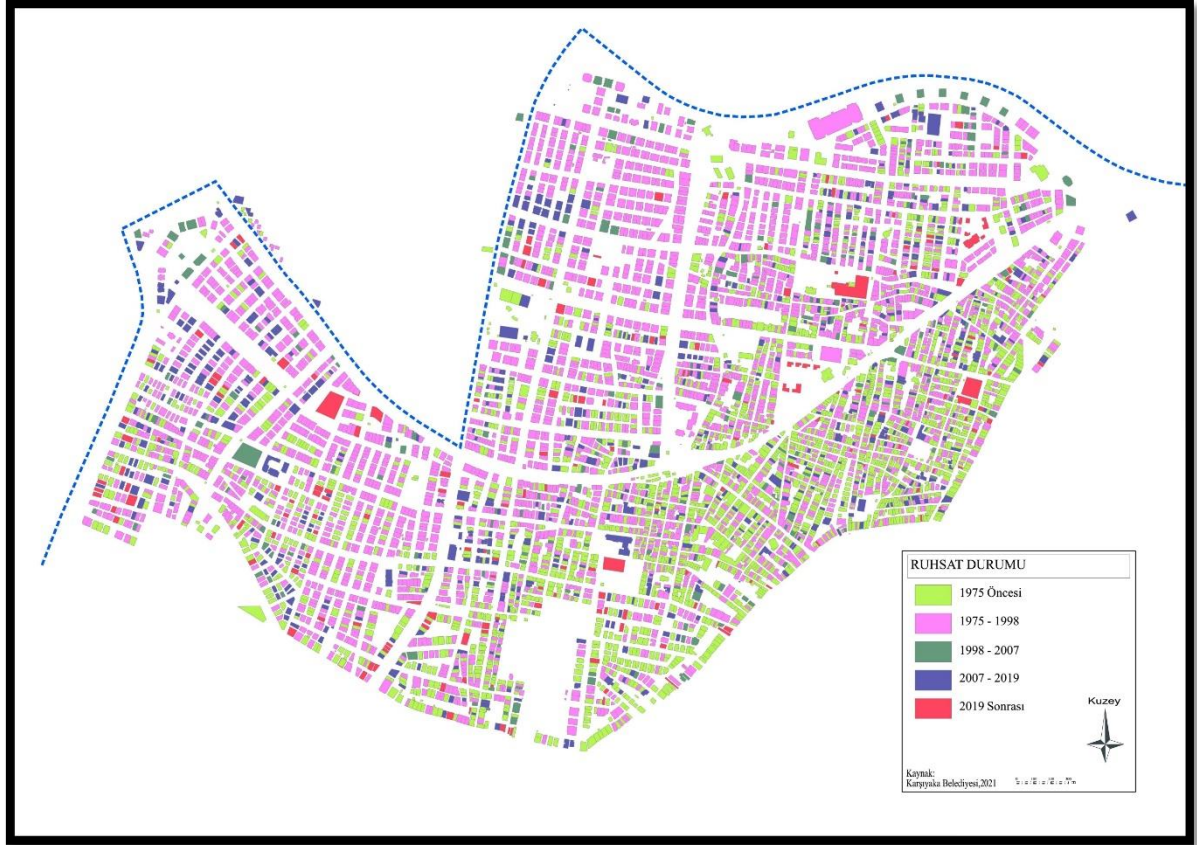 RUHSAT DURUMU
1975 Öncesi
1975 - 1998
1998 - 2007
2007 - 2019
2019 Sonrası
Kuzey
Kaynak:
Karşıyaka Belediyesi,2021